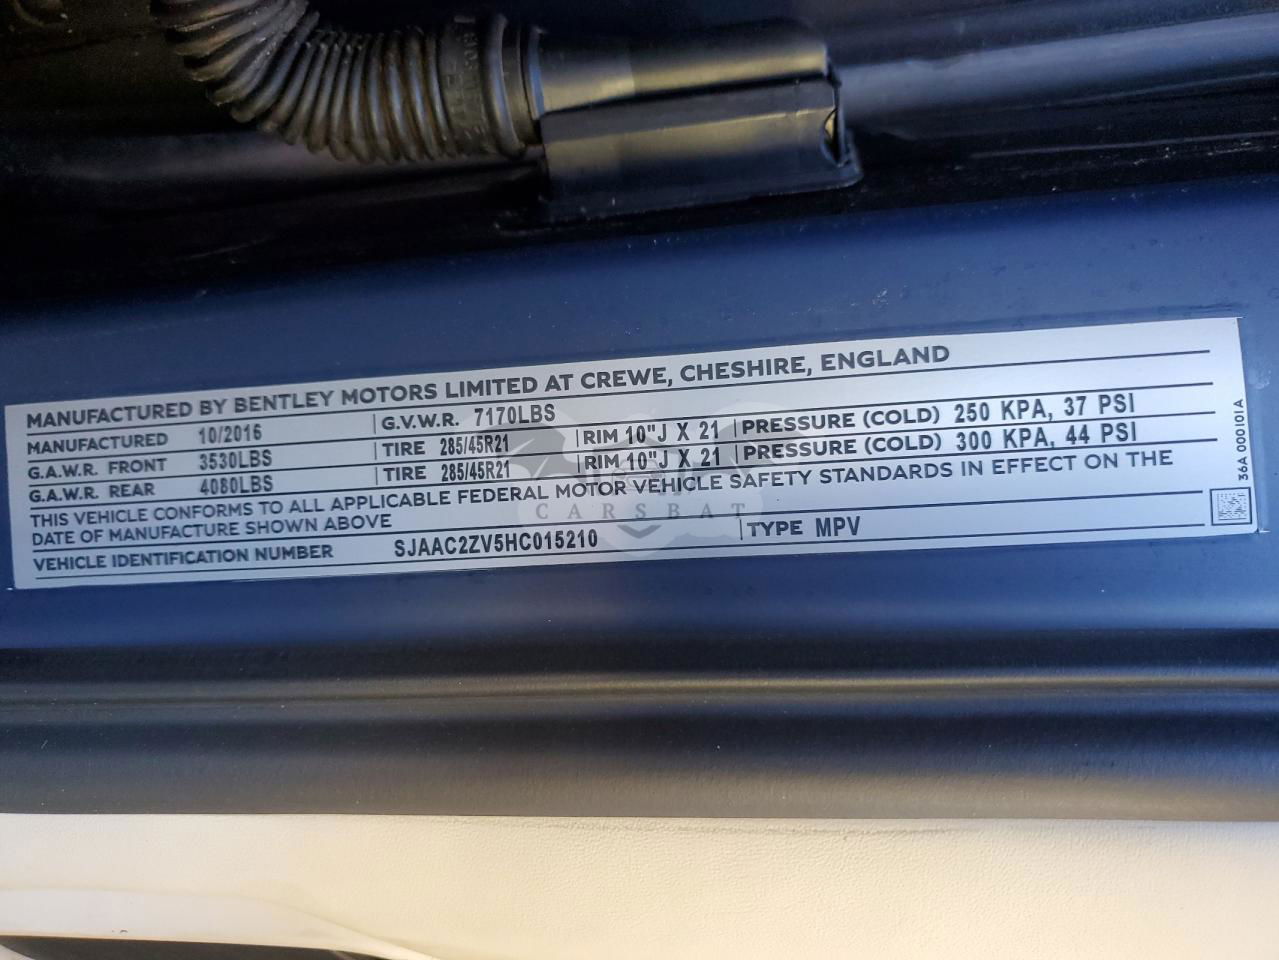 MANUFACTURED BY BENTLEY MOTORS LIMITED AT CREWE, CHESHIRE, ENGLAND
MANUFACTURED 10/2016 G.V.W.R. 7170LBS
G.A.W.R. FRONT 3530LBS TIRE 285/45R21 RIM 10"J X 21 PRESSURE (COLD) 250 KPA, 37 PSI
G.A.W.R. REAR 4080LBS TIRE 285/45R21 RIM 10"J X 21 PRESSURE (COLD) 300 KPA, 44 PSI
THIS VEHICLE CONFORMS TO ALL APPLICABLE FEDERAL MOTOR VEHICLE SAFETY STANDARDS IN EFFECT ON THE
DATE OF MANUFACTURE SHOWN ABOVE
VEHICLE IDENTIFICATION NUMBER SJAAC2ZV5HC015210 TYPE MPV
36A 000101A
CARSBAT